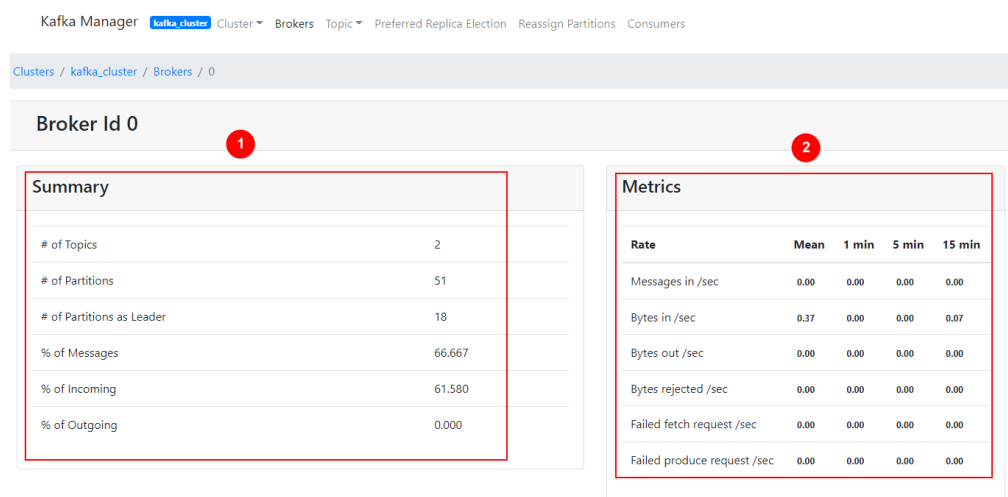 Kafka Manager kafka_cluster Cluster Brokers Topic Preferred Replica Election Reassign Partitions Consumers
Clusters / kafka_cluster / Brokers / 0
Broker Id 0
1
2
Summary
# of Topics 2
# of Partitions 51
# of Partitions as Leader 18
% of Messages 66.667
% of Incoming 61.580
% of Outgoing 0.000
Metrics
Rate Mean 1 min 5 min 15 min
Messages in /sec 0.00 0.00 0.00 0.00
Bytes in /sec 0.37 0.00 0.00 0.07
Bytes out /sec 0.00 0.00 0.00 0.00
Bytes rejected /sec 0.00 0.00 0.00 0.00
Failed fetch request /sec 0.00 0.00 0.00 0.00
Failed produce request /sec 0.00 0.00 0.00 0.00